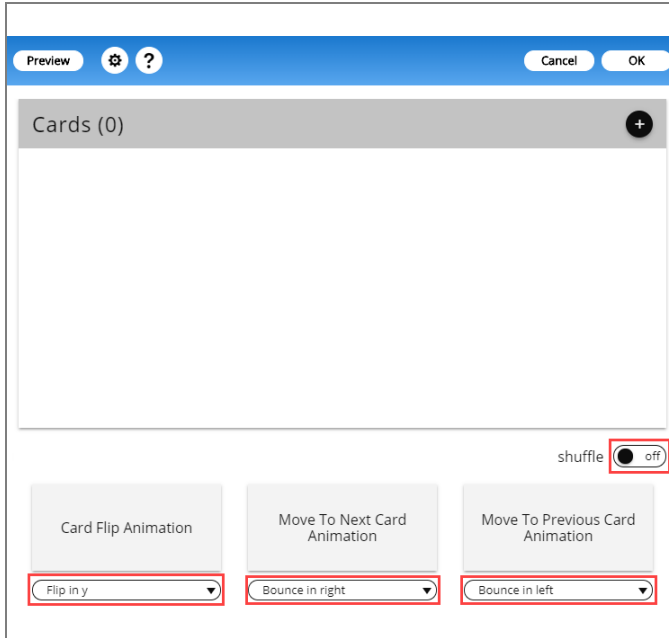 Preview ? Cancel OK
Cards (0) +
shuffle off
Card Flip Animation
Move To Next Card
Animation
Move To Previous Card
Animation
Flip in y
Bounce in right
Bounce in left